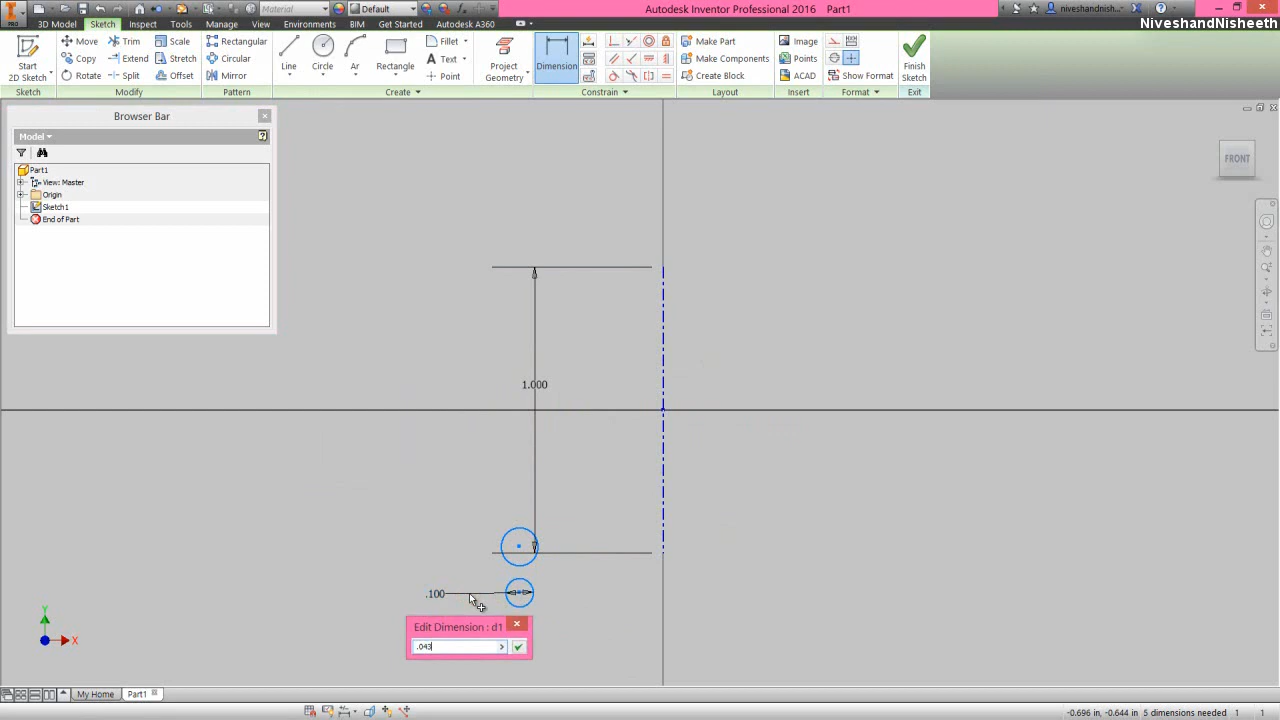 Material
Default
Autodesk Inventor Professional 2016 Part1
niveshandnish...
NiveshandNisheeth
PRO
3D Model
Sketch
Inspect
Tools
Manage
View
Environments
BIM
Get Started
Autodesk A360
Start
2D Sketch
Move
Copy
Rotate
Trim
Split
Scale
Stretch
Offset
Rectangular
Circular
Mirror
Line
Circle
Arc
Rectangle
Fillet
Text
Point
Project
Geometry
Dimension
Make Part
Make Components
Create Block
Image
Points
ACAD
Show Format
Finish
Sketch
Sketch
Modify
Pattern
Create
Constrain
Layout
Insert
Format
Exit
Browser Bar
Model
Part1
View: Master
Origin
Sketch1
End of Part
FRONT
1.000
.100
Edit Dimension : d1
.043
Y
X
My Home
Part1
-0.696 in, -0.644 in 5 dimensions needed 1 1